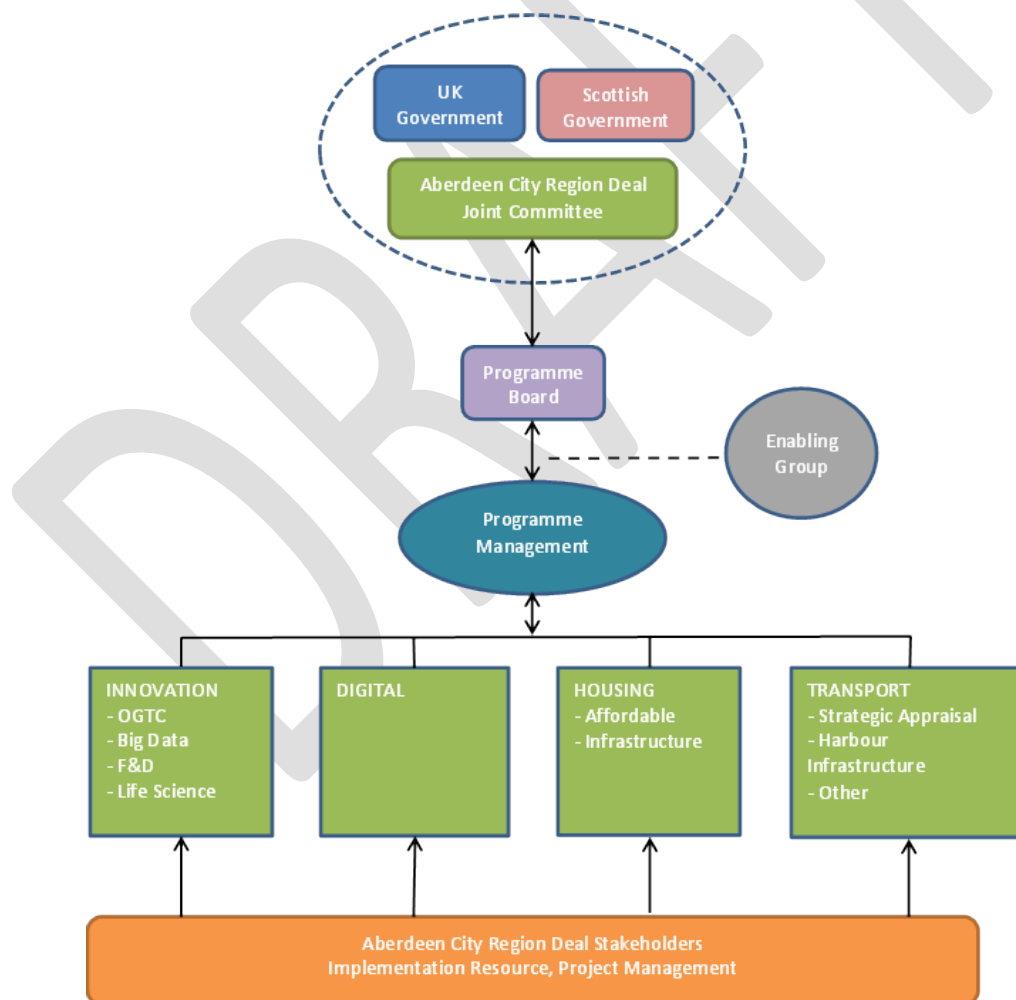 DRAFT
UK
Government
Scottish
Government
Aberdeen City Region Deal
Joint Committee
Programme
Board
Enabling
Group
Programme
Management
INNOVATION
- OGTC
- Big Data
- F&D
- Life Science
DIGITAL
HOUSING
- Affordable
- Infrastructure
TRANSPORT
- Strategic Appraisal
- Harbour
Infrastructure
- Other
Aberdeen City Region Deal Stakeholders
Implementation Resource, Project Management